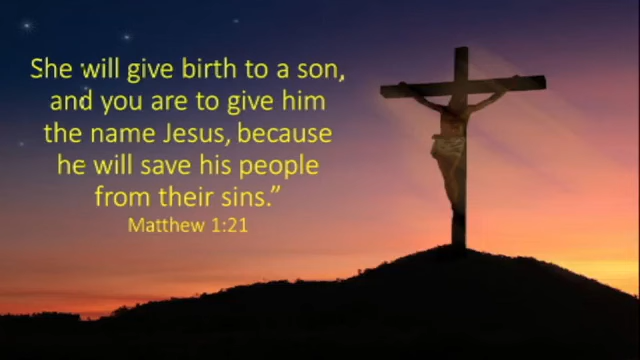 She will give birth to a son,
and you are to give him
the name Jesus, because
he will save his people
from their sins.”
Matthew 1:21